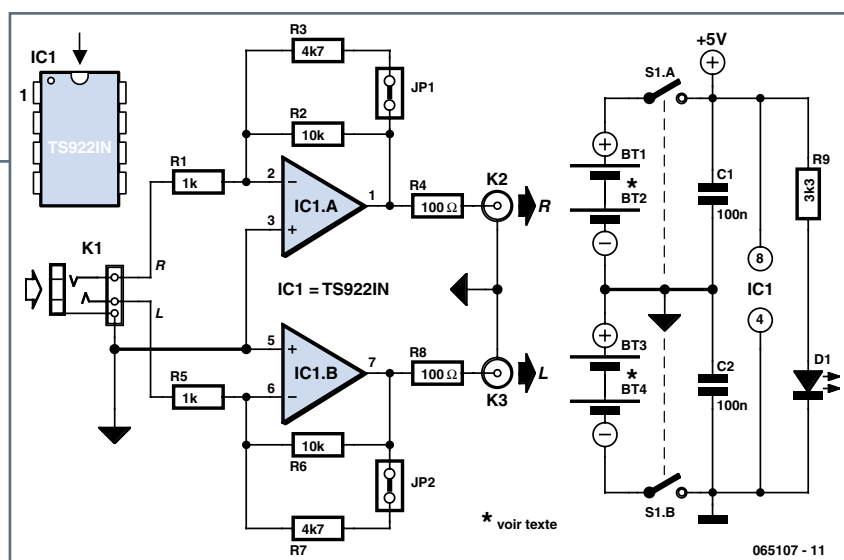 IC1
1
TS922IN
R3
4k7
JP1
R2
10k
R1
1k
2
−
3
+
IC1.A
1
R4
100Ω
K2
R
K1
R
L
IC1 = TS922IN
5
+
6
−
IC1.B
7
R8
100Ω
L
K3
R5
1k
10k
R6
JP2
4k7
R7
* voir texte
+5V
+
S1.A
+
BT1
*
BT2
−
C1
100n
R9
3k3
8
IC1
4
+
BT3
*
BT4
−
C2
100n
D1
S1.B
065107 - 11